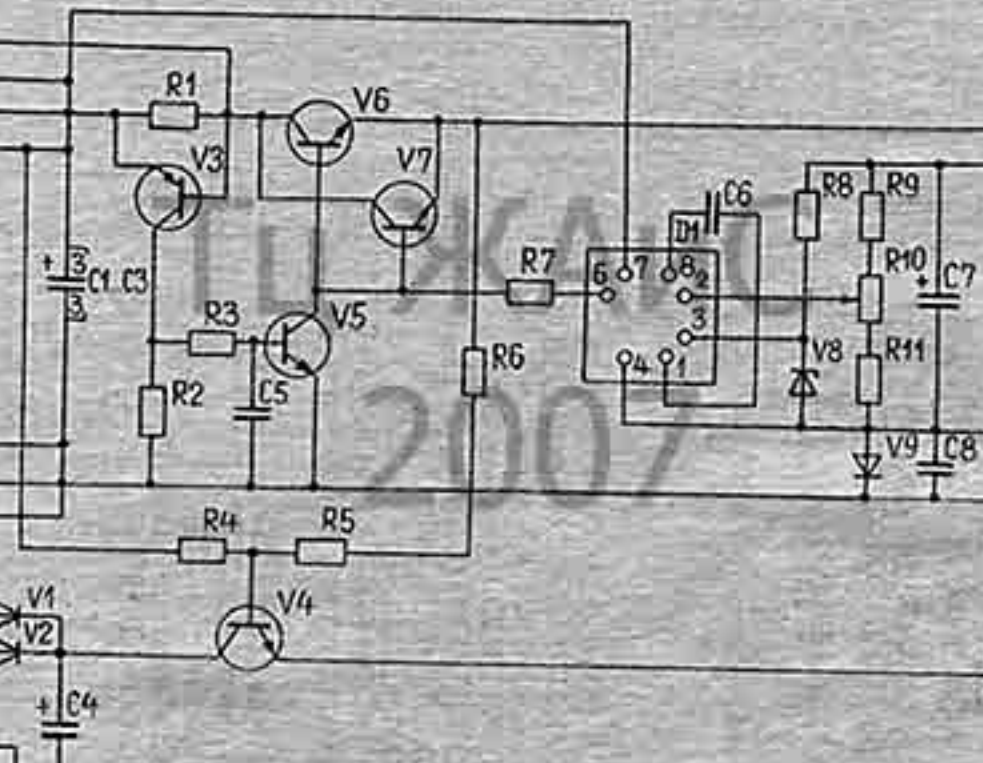 R1
V6
V3
V7
C6
R8
R9
D1
R7
6
7
8
2
R10
+
C7
+
3
C1..C3
3
R3
V5
3
V8
R11
R6
4
1
R2
C5
V9
C8
2007
R4
R5
V1
V4
V2
+
C4